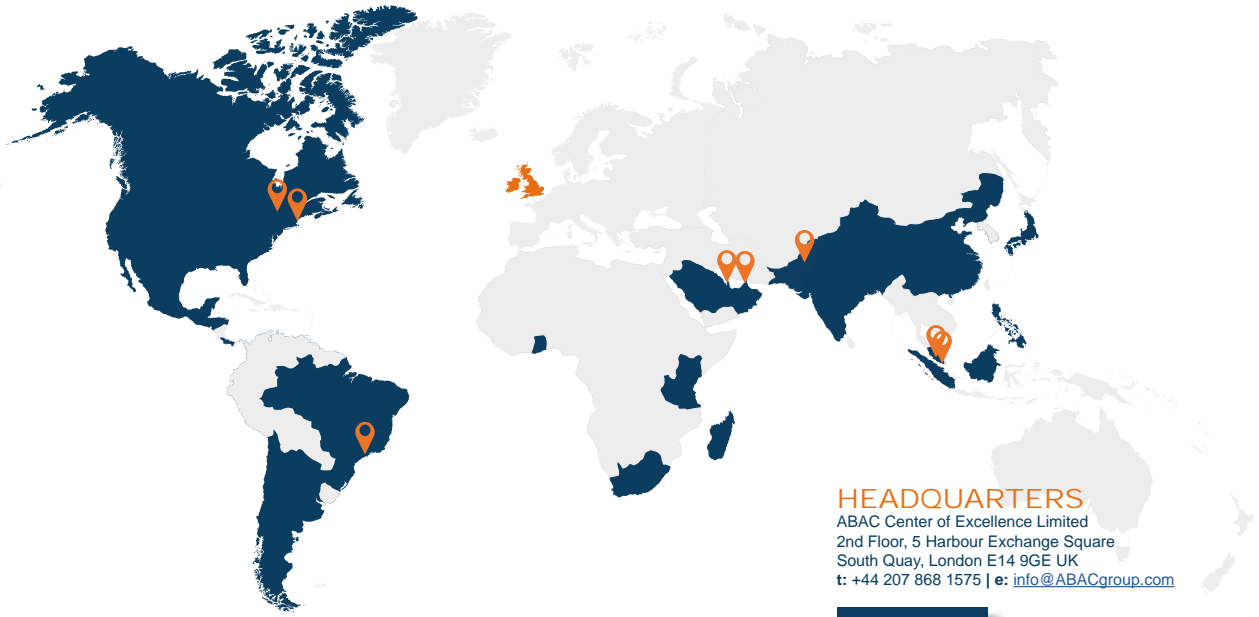 HEADQUARTERS
ABAC Center of Excellence Limited
2nd Floor, 5 Harbour Exchange Square
South Quay, London E14 9GE UK
t: +44 207 868 1575 | e: info@ABACgroup.com